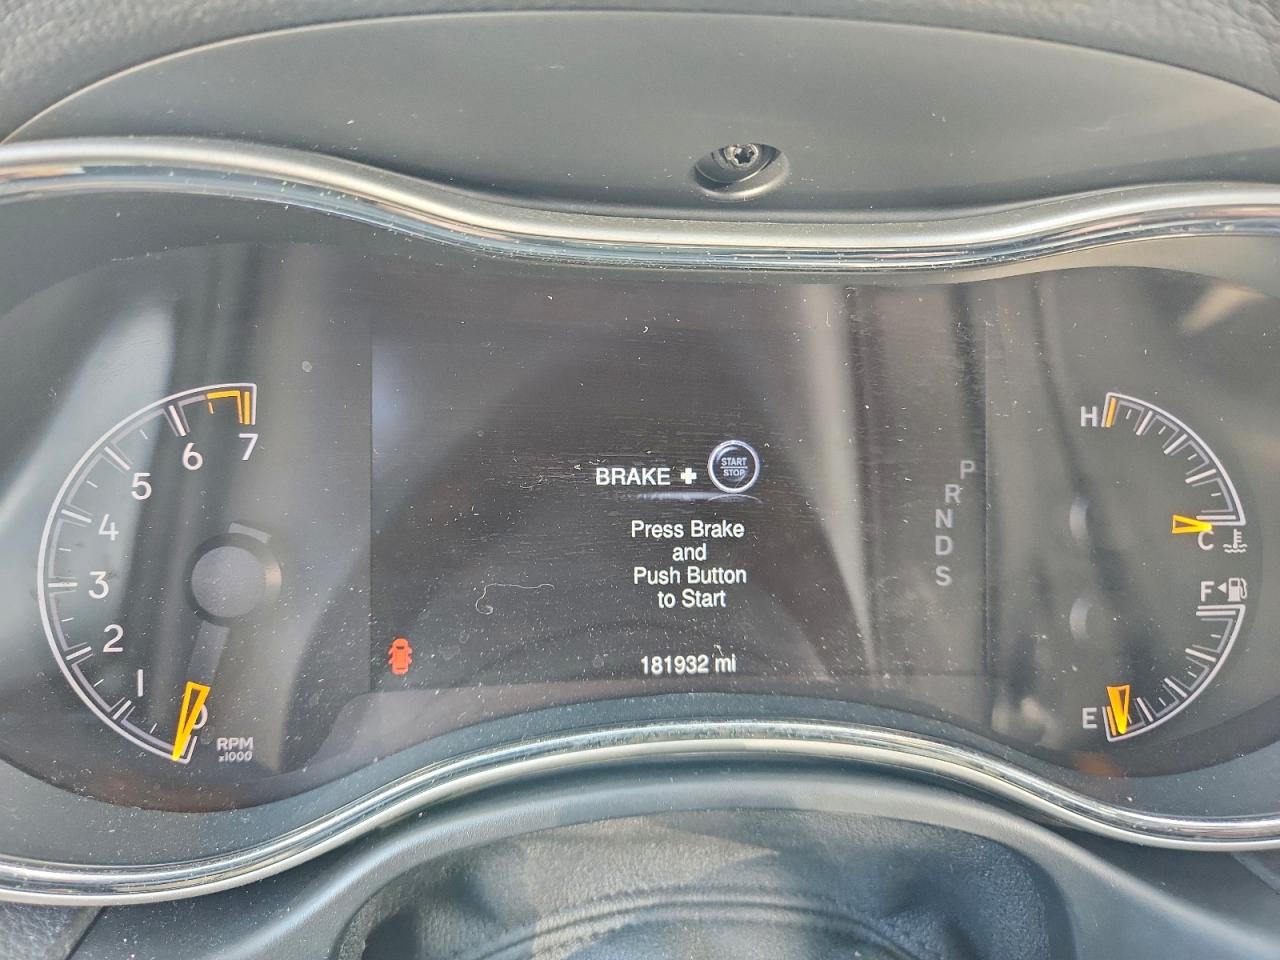 7
6
5
4
3
2
1
0
RPM
x1000
BRAKE +
START
STOP
Press Brake
and
Push Button
to Start
181932 mi
P
R
N
D
S
H
C
F
E